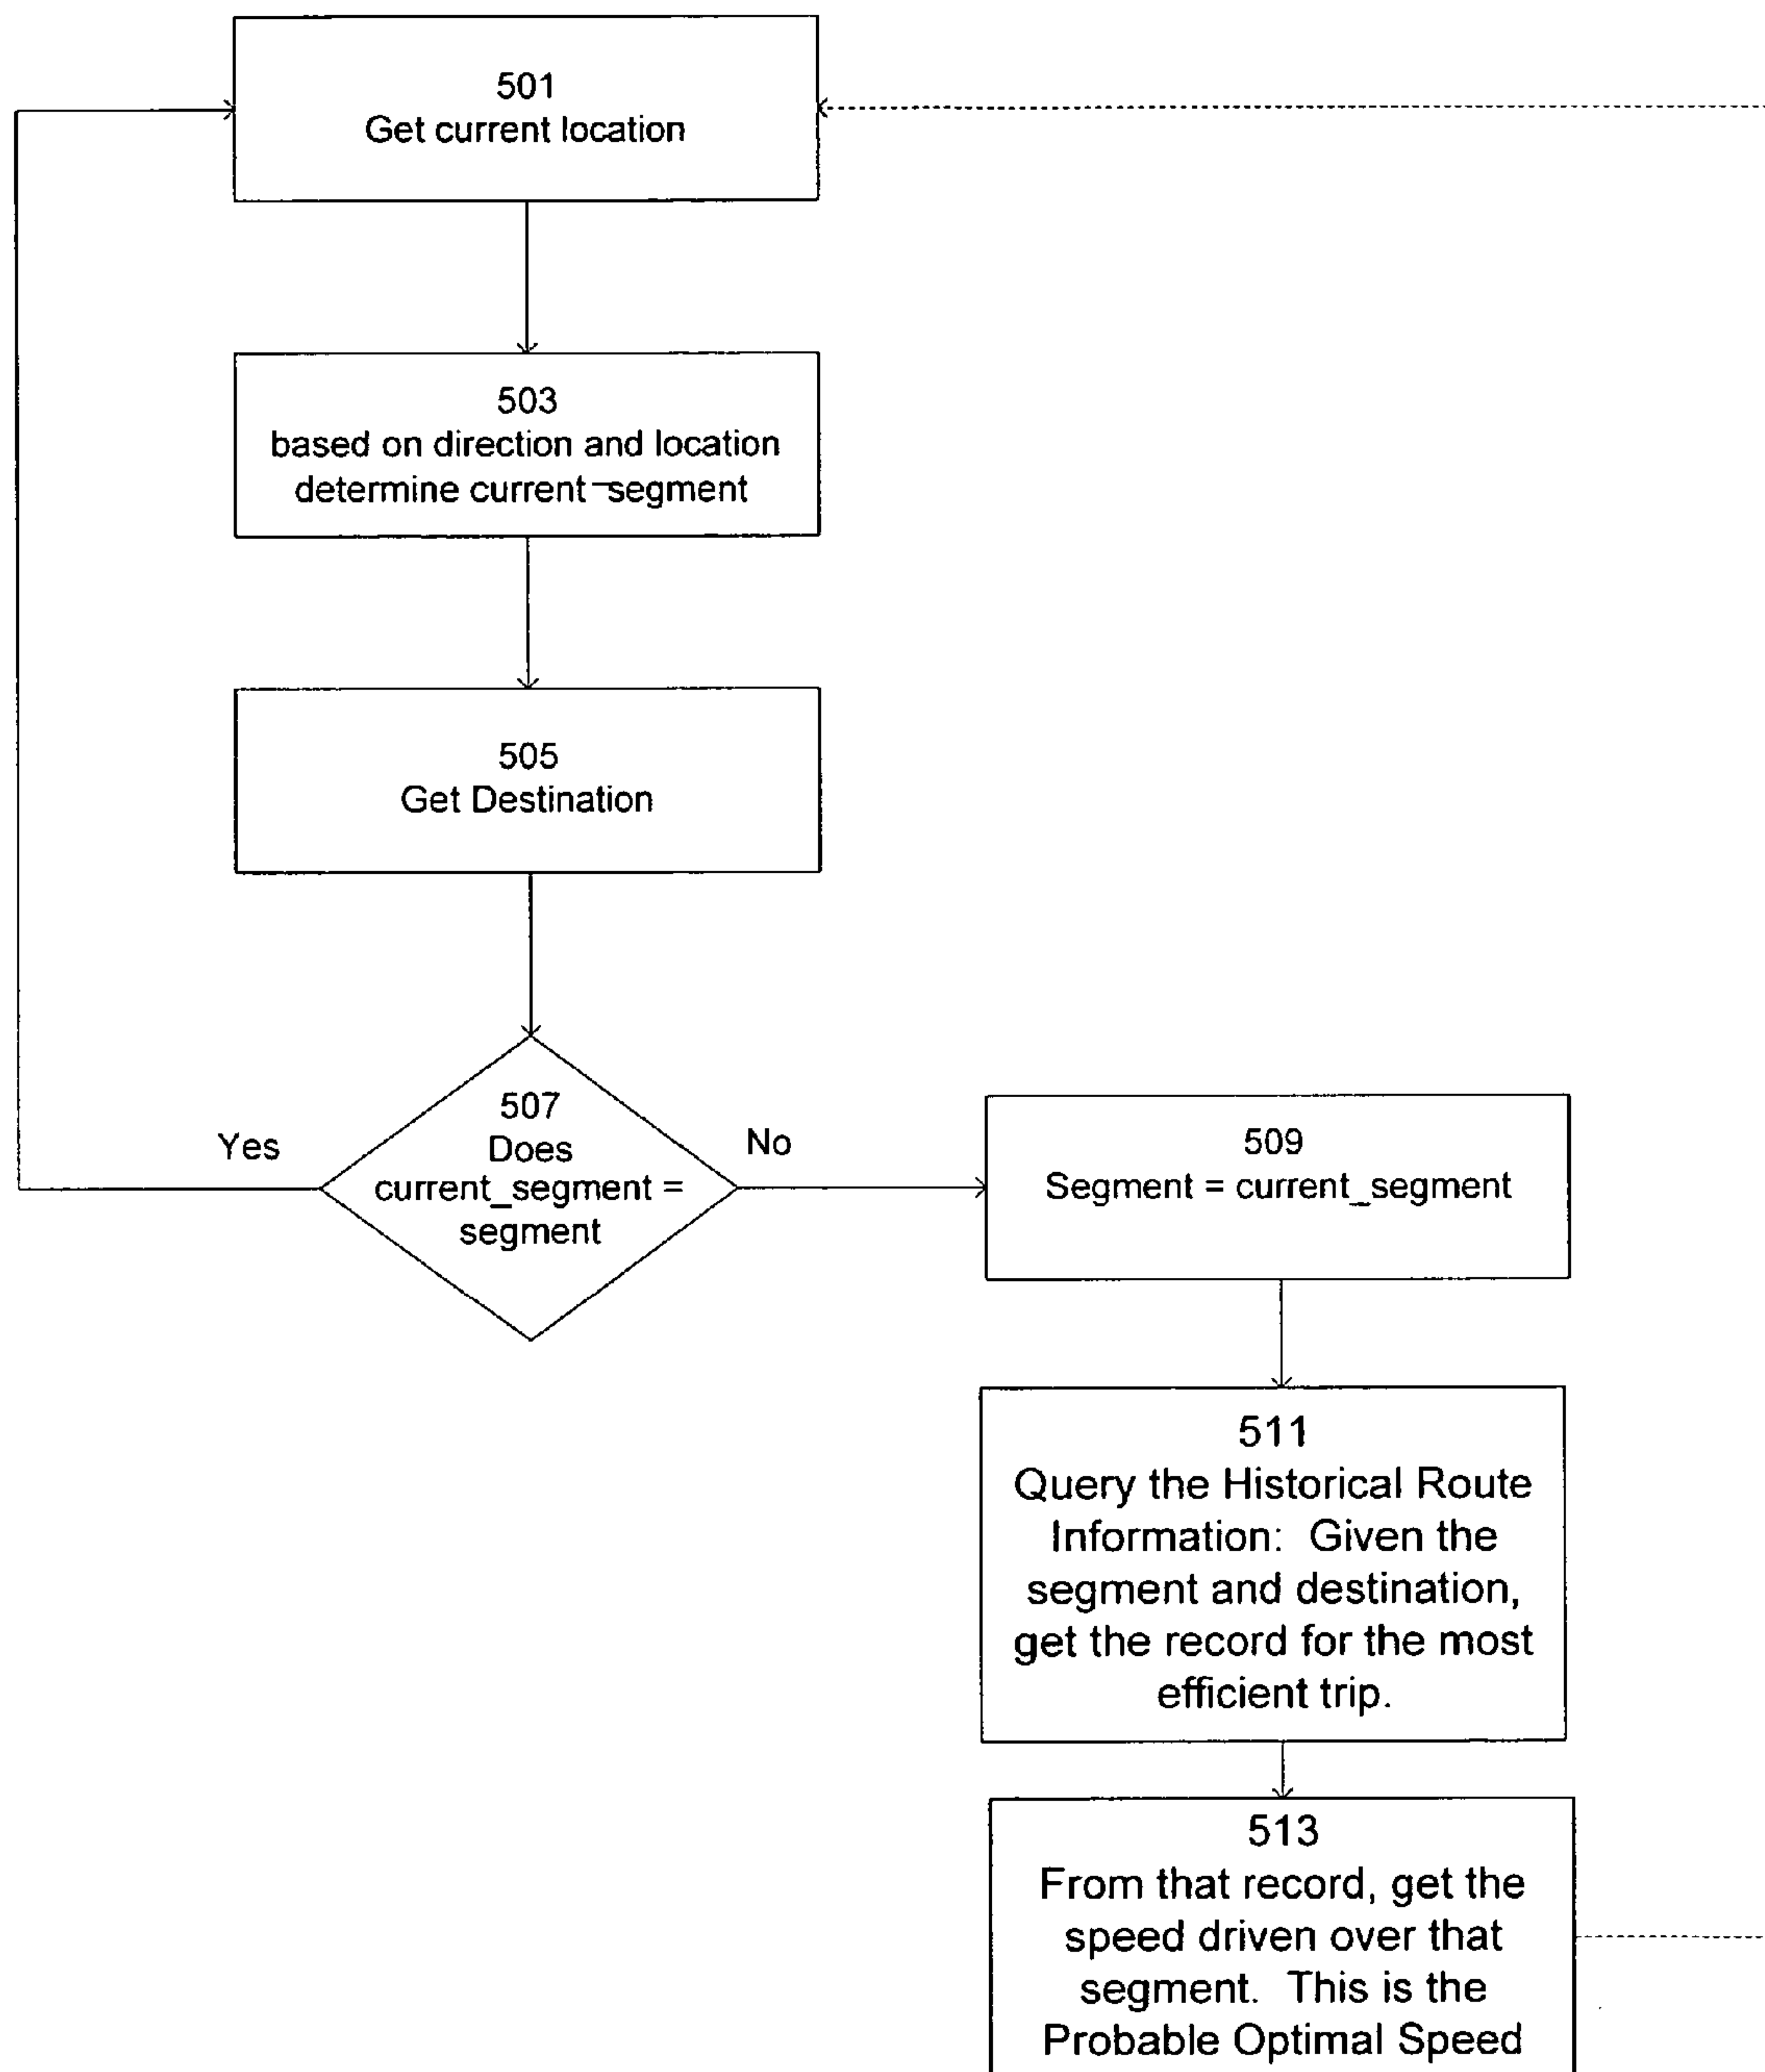 501
Get current location
503
based on direction and location
determine current¬segment
505
Get Destination
507
Does
current_segment =
segment
Yes
No
509
Segment = current_segment
511
Query the Historical Route
Information: Given the
segment and destination,
get the record for the most
efficient trip.
513
From that record, get the
speed driven over that
segment. This is the
Probable Optimal Speed